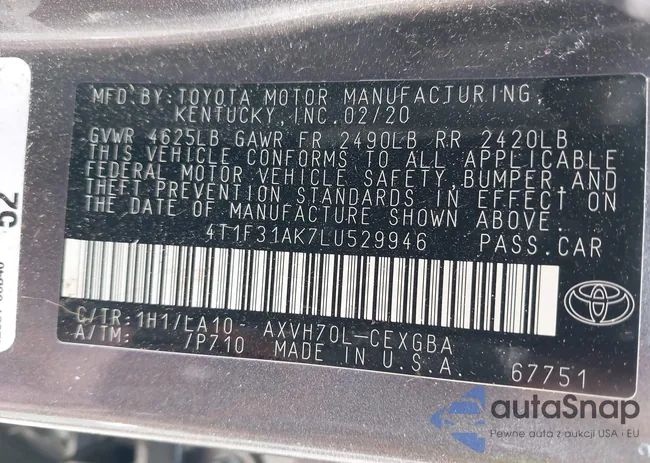 MFD.BY:TOYOTA MOTOR MANUFACTURING,
KENTUCKY,INC.02/20
GVWR 4625LB GAWR FR 2490LB RR 2420LB
THIS VEHICLE CONFORMS TO ALL APPLICABLE
FEDERAL MOTOR VEHICLE SAFETY,BUMPER,AND
THEFT PREVENTION STANDARDS IN EFFECT ON
THE DATE OF MANUFACTURE SHOWN ABOVE.
4T1F31AK7LU529946 PASS.CAR
C/TR:1H1/LA10 AXVH70L-CEXGBA
A/TM: /P710 MADE IN U.S.A. 67751
52
autaSnap
Pewne auta z aukcji USA i EU